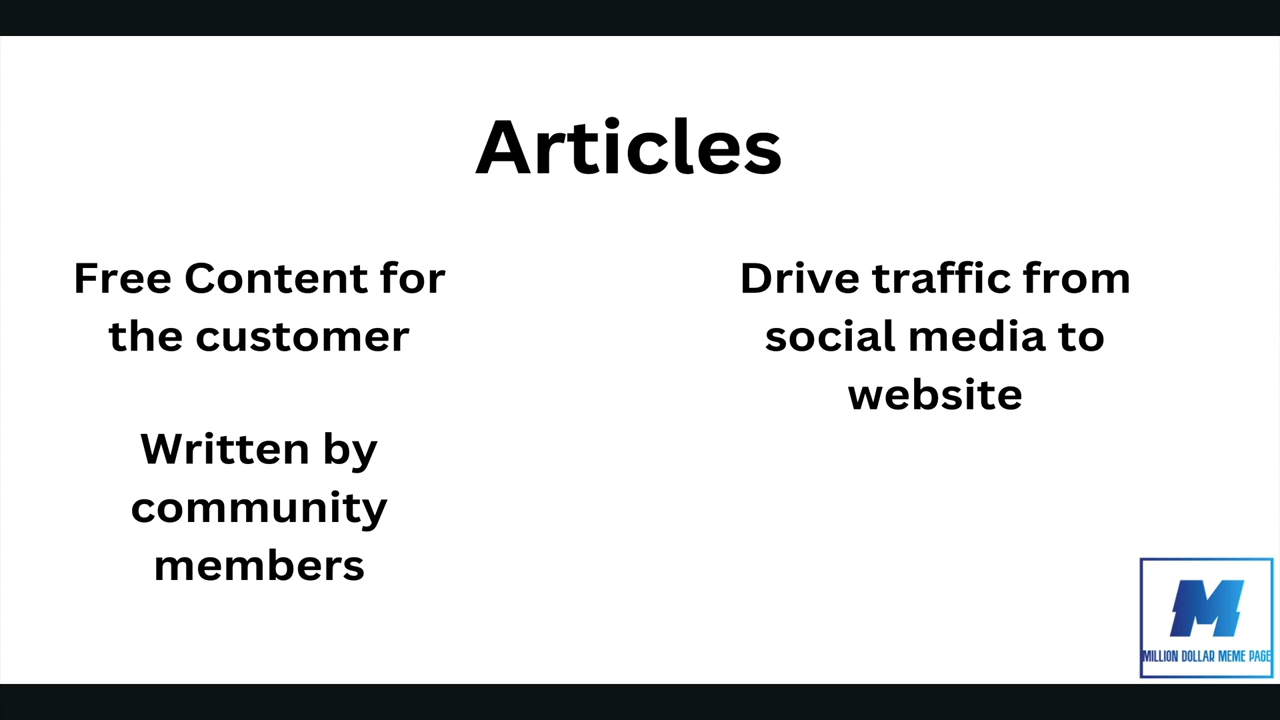 Articles
Free Content for
the customer
Written by
community
members
Drive traffic from
social media to
website
M
MILLION DOLLAR MEME PAGE